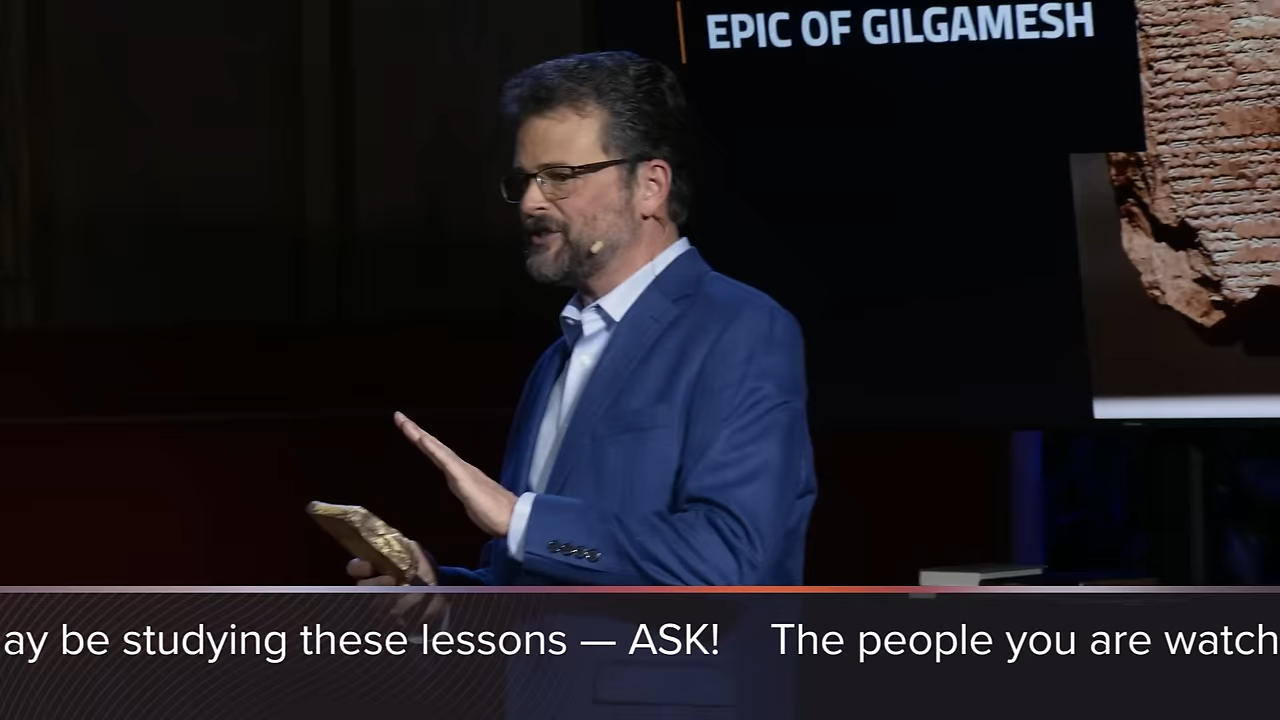 EPIC OF GILGAMESH
ay be studying these lessons — ASK! The people you are watch